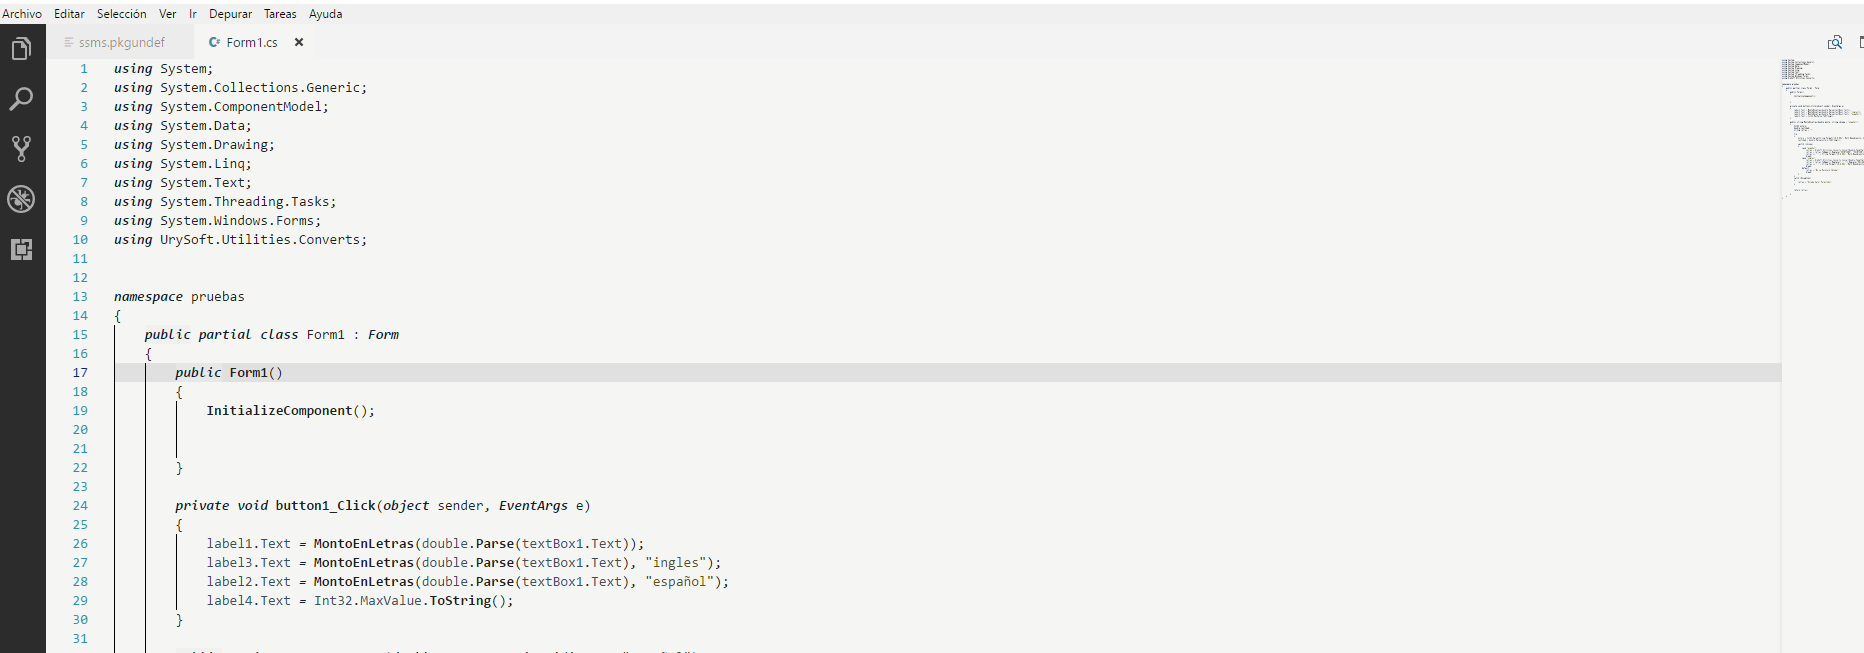 Archivo Editar Selección Ver Ir Depurar Tareas Ayuda
ssms.pkgundef Form1.cs
1 using System;
2 using System.Collections.Generic;
3 using System.ComponentModel;
4 using System.Data;
5 using System.Drawing;
6 using System.Linq;
7 using System.Text;
8 using System.Threading.Tasks;
9 using System.Windows.Forms;
10 using UrySoft.Utilities.Converts;
11
12
13 namespace pruebas
14 {
15 public partial class Form1 : Form
16 {
17 public Form1()
18 {
19 InitializeComponent();
20
21
22 }
23
24 private void button1_Click(object sender, EventArgs e)
25 {
26 label1.Text = MontoEnLetras(double.Parse(textBox1.Text));
27 label3.Text = MontoEnLetras(double.Parse(textBox1.Text), "ingles");
28 label2.Text = MontoEnLetras(double.Parse(textBox1.Text), "español");
29 label4.Text = Int32.MaxValue.ToString();
30 }
31